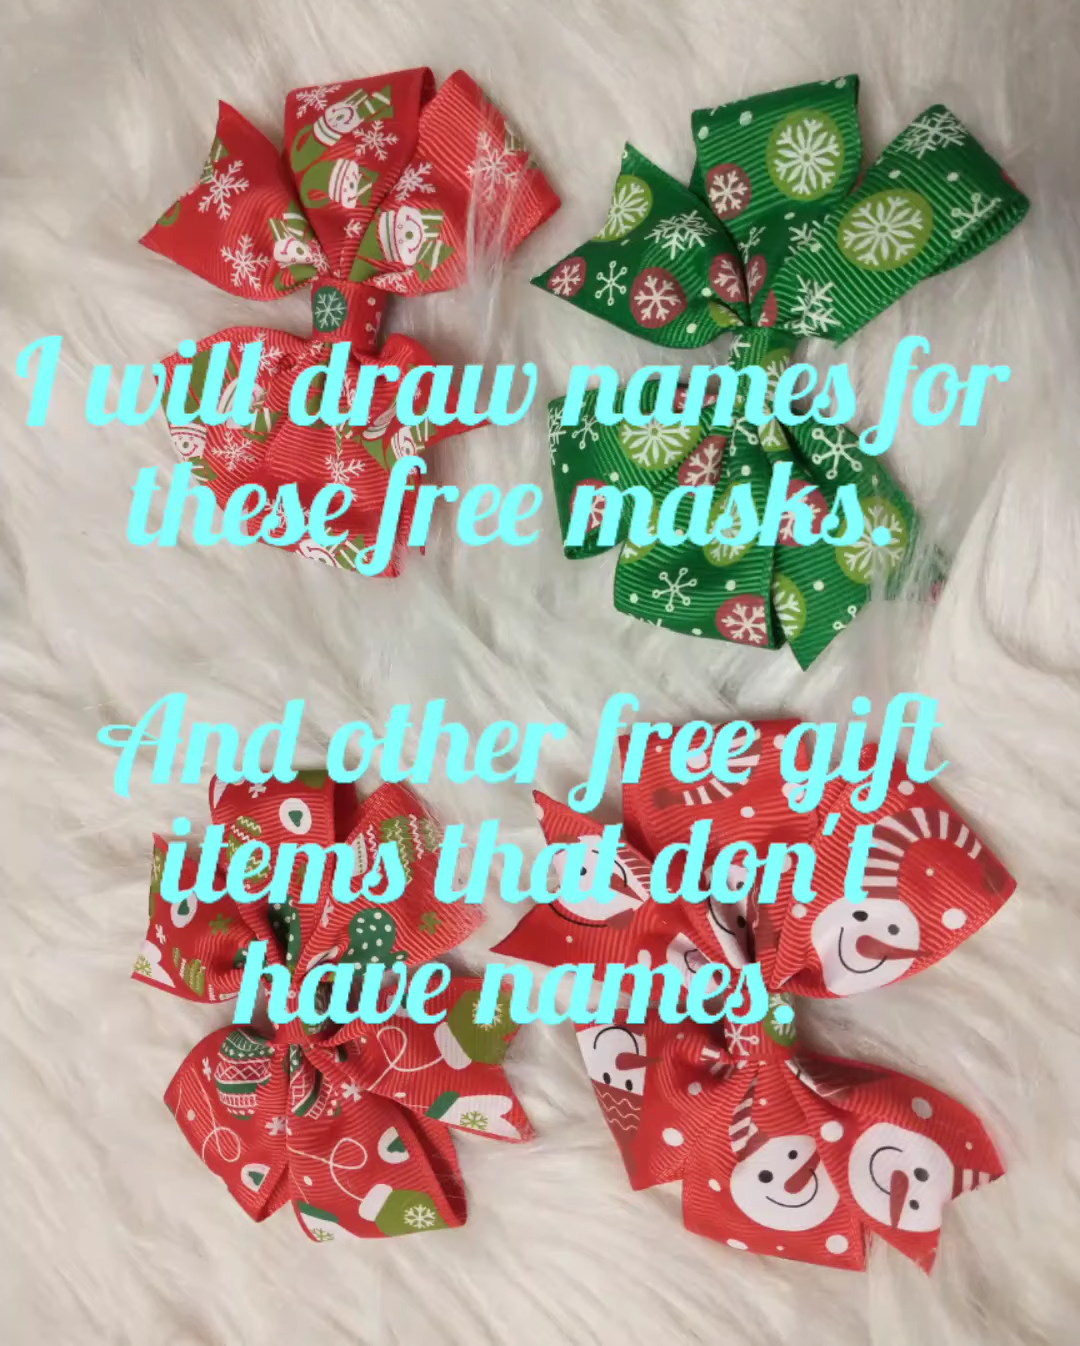 I will draw names for
these free masks.
And other free gift
items that don't
have names.